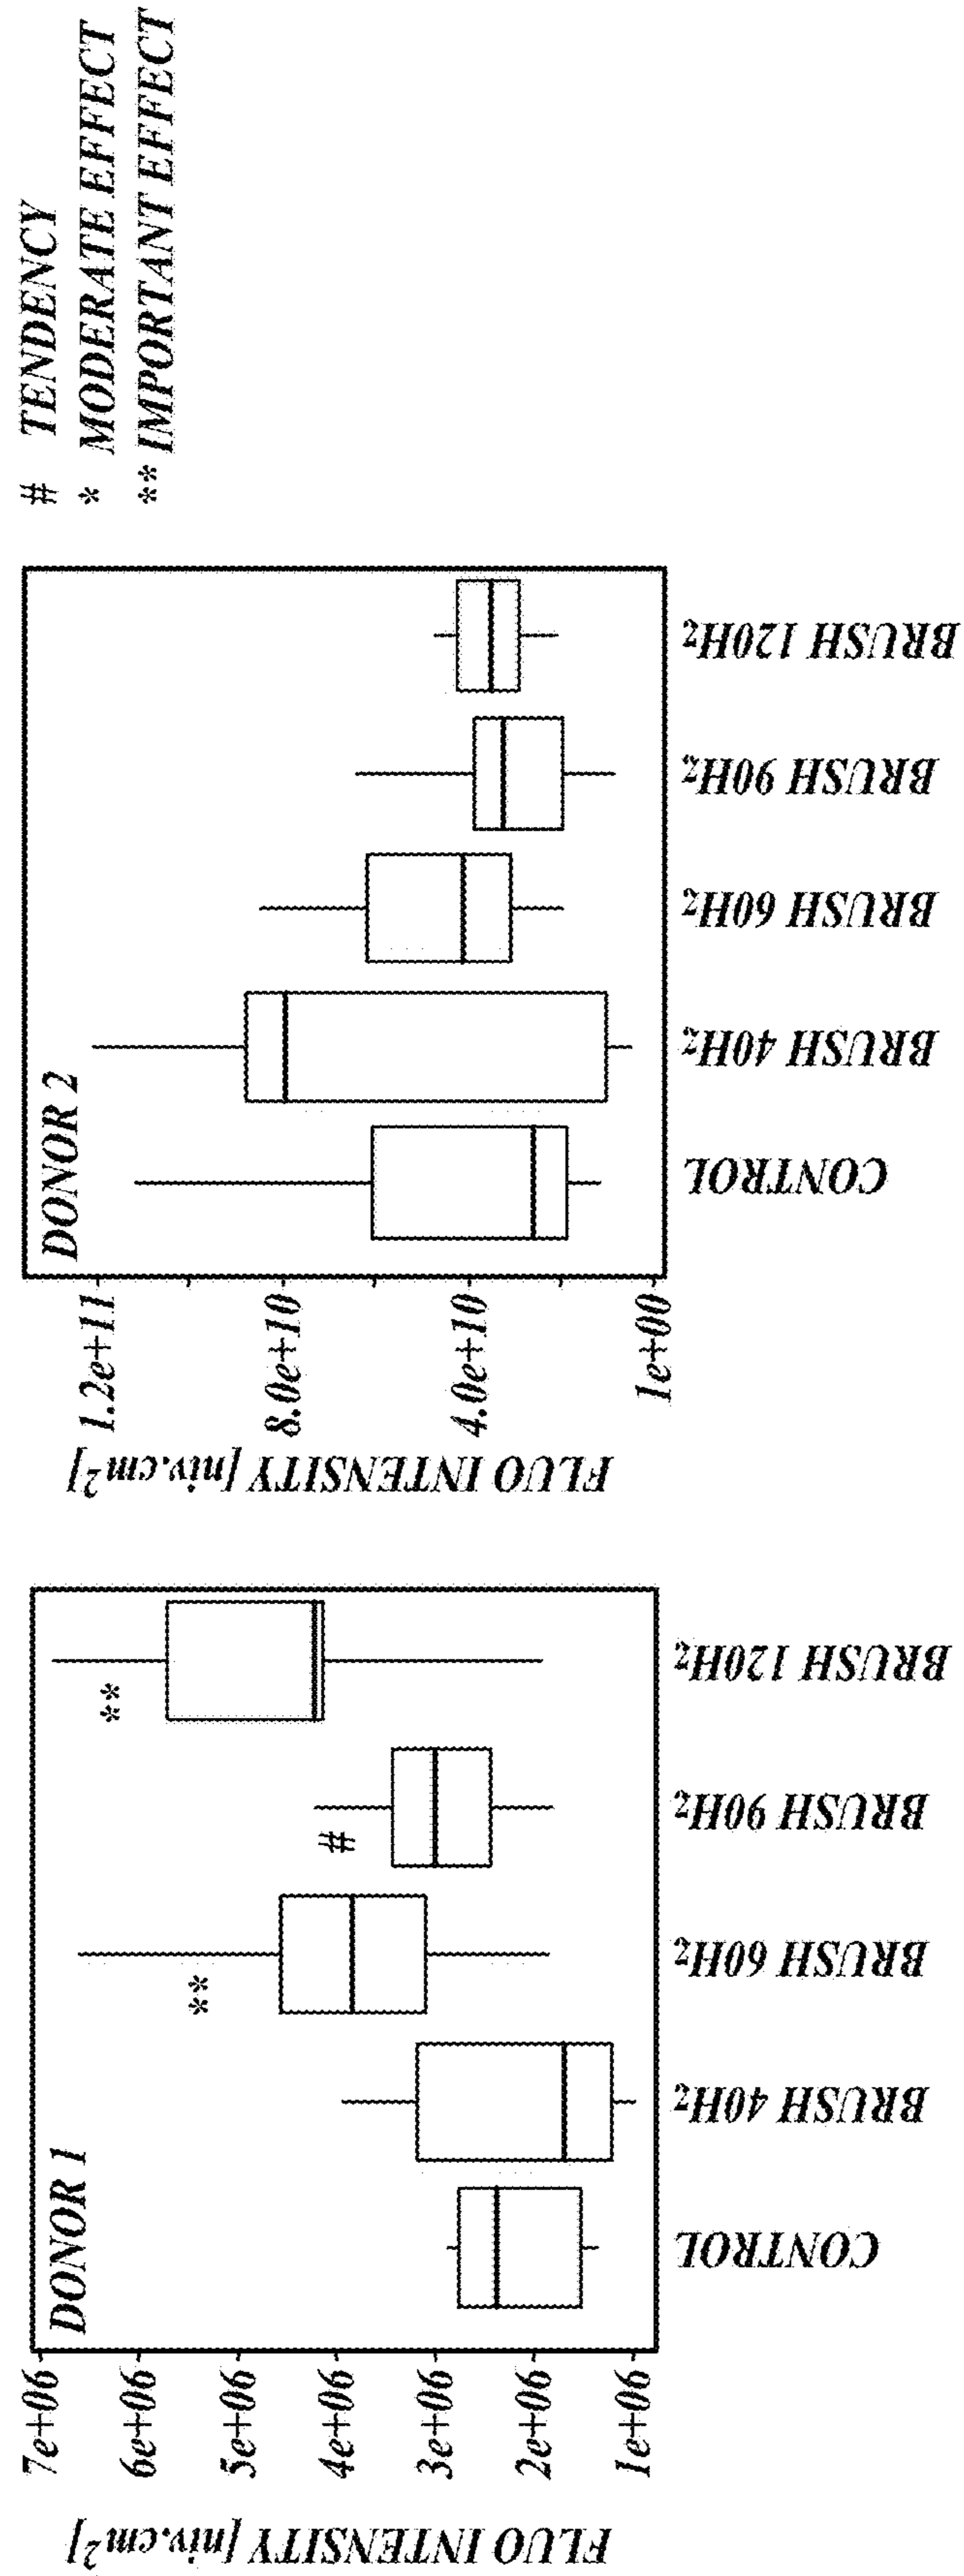 DONOR 1
FLUO INTENSITY [niv.cm2]
7e+06
6e+06
5e+06
4e+06
3e+06
2e+06
1e+06
**
#
**
CONTROL
BRUSH 40Hz
BRUSH 60Hz
BRUSH 90Hz
BRUSH 120Hz
DONOR 2
FLUO INTENSITY [niv.cm2]
1.2e+11
8.0e+10
4.0e+10
1e+00
CONTROL
BRUSH 40Hz
BRUSH 60Hz
BRUSH 90Hz
BRUSH 120Hz
# TENDENCY
* MODERATE EFFECT
** IMPORTANT EFFECT